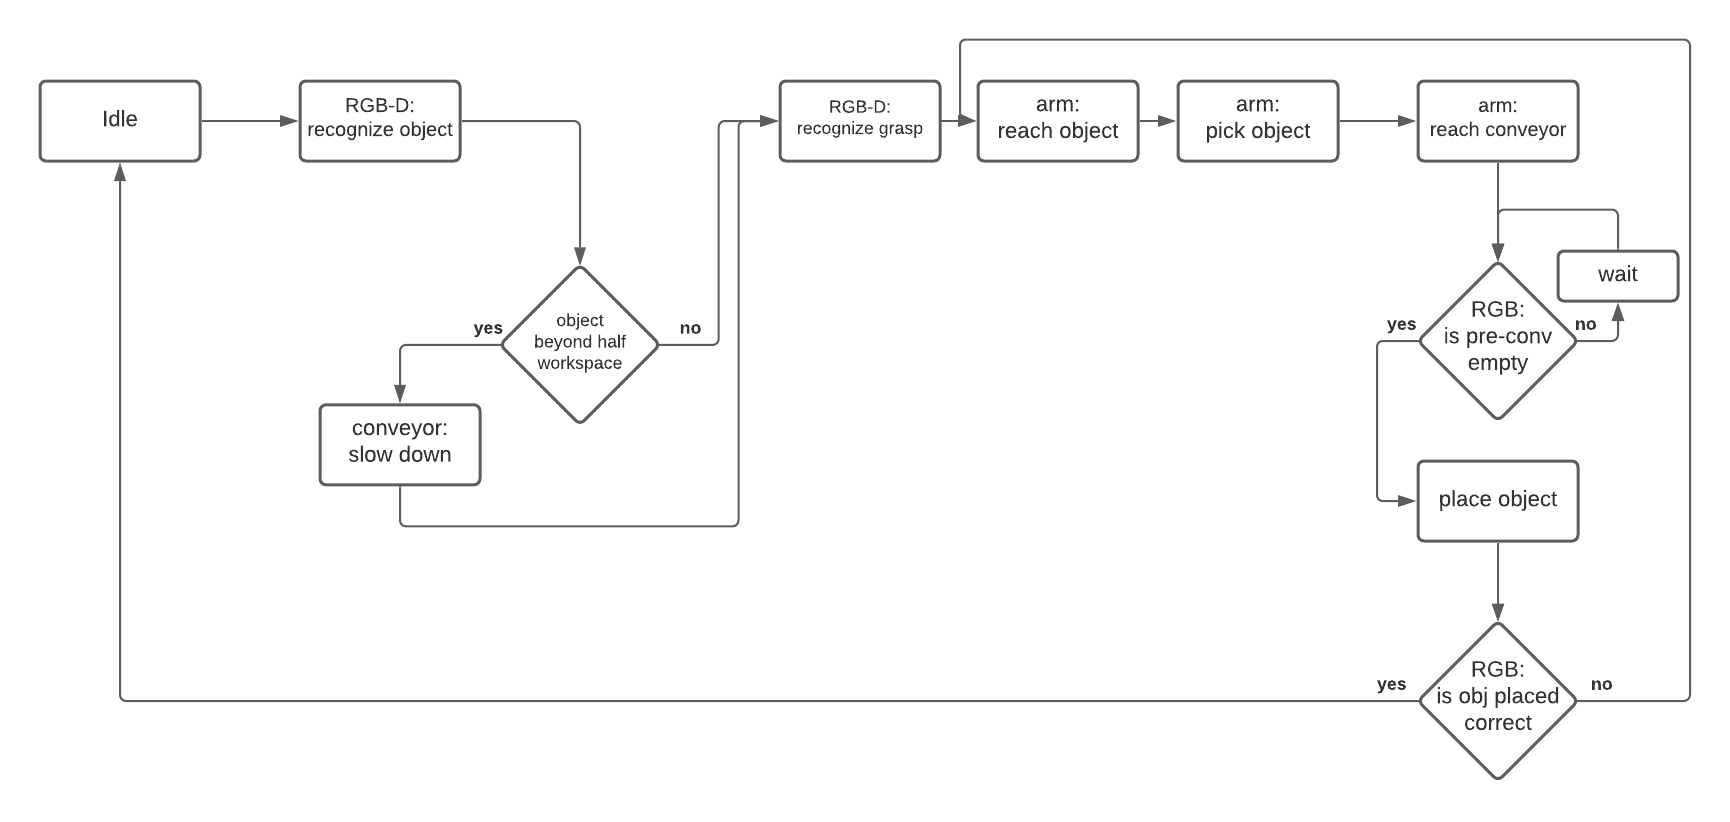 Idle
RGB-D:
recognize object
RGB-D:
recognize grasp
arm:
reach object
arm:
pick object
arm:
reach conveyor
yes
object
beyond half
workspace
no
conveyor:
slow down
wait
yes
RGB:
is pre-conv
empty
no
place object
yes
RGB:
is obj placed
correct
no